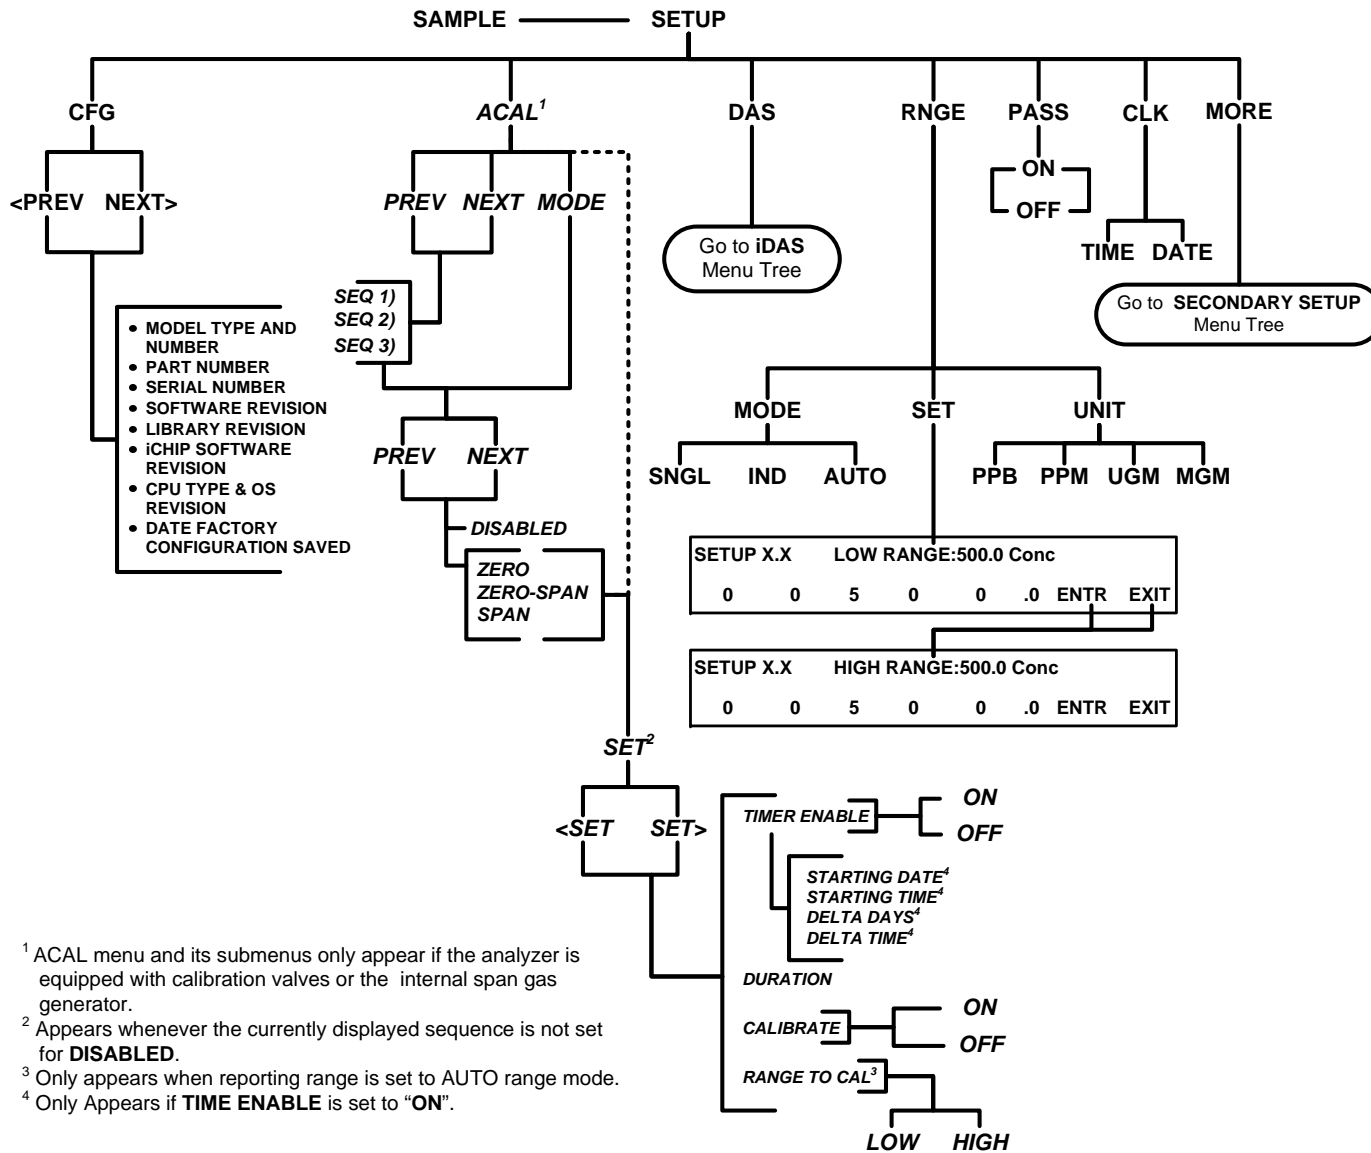 SAMPLE SETUP
CFG ACAL1 DAS RNGE PASS CLK MORE
<PREV NEXT>
PREV NEXT MODE
ON
OFF
TIME DATE
Go to iDAS
Menu Tree
Go to SECONDARY SETUP
Menu Tree
SEQ 1)
SEQ 2)
SEQ 3)
• MODEL TYPE AND
NUMBER
• PART NUMBER
• SERIAL NUMBER
• SOFTWARE REVISION
• LIBRARY REVISION
• iCHIP SOFTWARE
REVISION
• CPU TYPE & OS
REVISION
• DATE FACTORY
CONFIGURATION SAVED
PREV NEXT
DISABLED
ZERO
ZERO-SPAN
SPAN
MODE SET UNIT
SNGL IND AUTO
PPB PPM UGM MGM
SETUP X.X LOW RANGE:500.0 Conc
0 0 5 0 0 .0 ENTR EXIT
SETUP X.X HIGH RANGE:500.0 Conc
0 0 5 0 0 .0 ENTR EXIT
SET2
<SET SET>
TIMER ENABLE
ON
OFF
STARTING DATE4
STARTING TIME4
DELTA DAYS4
DELTA TIME4
DURATION
CALIBRATE
ON
OFF
RANGE TO CAL3
LOW HIGH
1 ACAL menu and its submenus only appear if the analyzer is
equipped with calibration valves or the internal span gas
generator.
2 Appears whenever the currently displayed sequence is not set
for DISABLED.
3 Only appears when reporting range is set to AUTO range mode.
4 Only Appears if TIME ENABLE is set to “ON”.